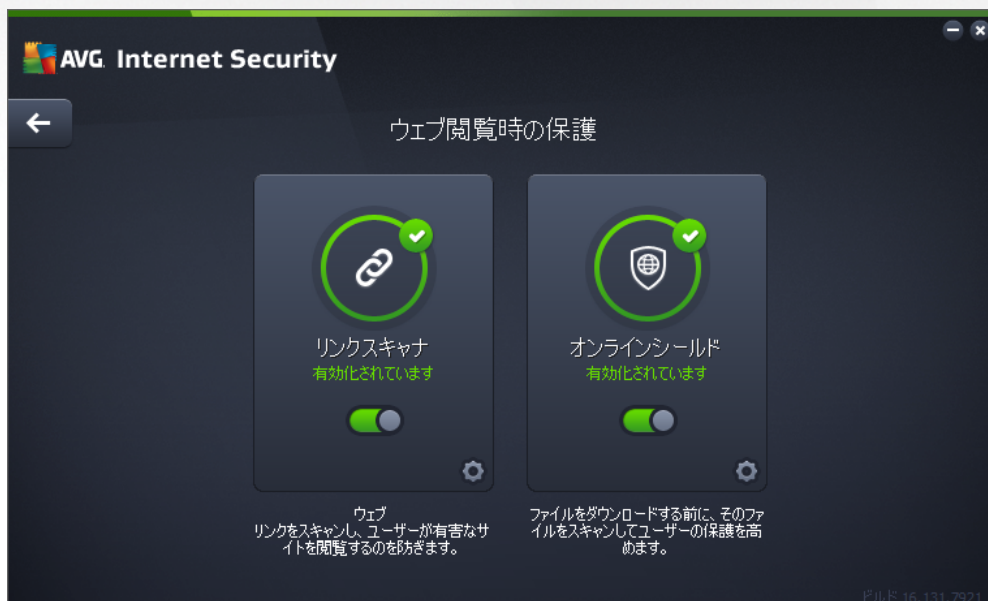 AVG Internet Security
ウェブ閲覧時の保護
リンクスキャナ
有効化されています
オンラインシールド
有効化されています
ウェブ
リンクをスキャンし、ユーザーが有害なサ
イトを閲覧するのを防ぎます。
ファイルをダウンロードする前に、そのファ
イルをスキャンしてユーザーの保護を高
めます。
ビルド 16.131.7921